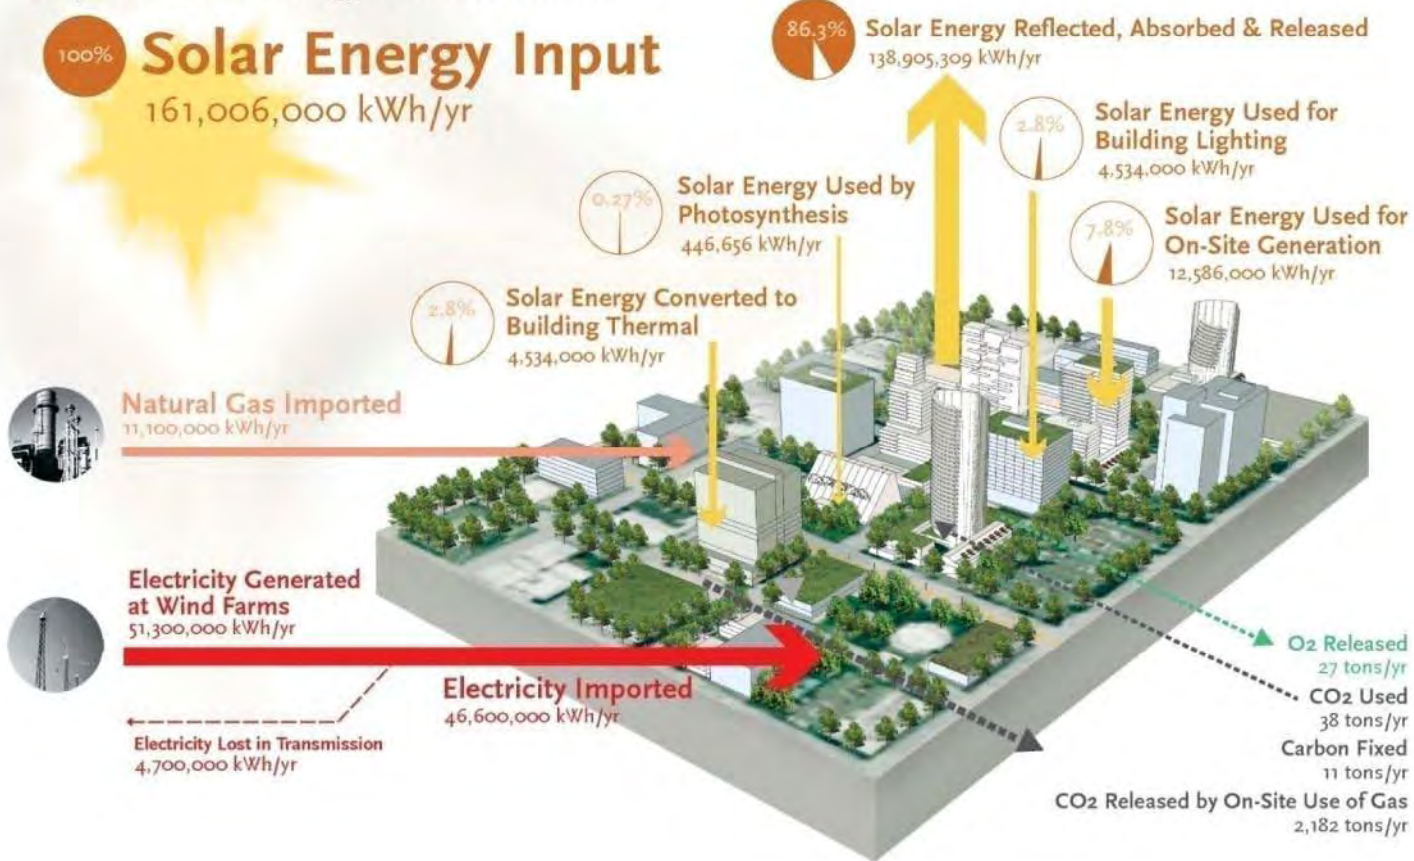 100%
Solar Energy Input
161,006,000 kWh/yr
86.3%
Solar Energy Reflected, Absorbed & Released
138,905,309 kWh/yr
2.8%
Solar Energy Used for
Building Lighting
4,534,000 kWh/yr
0.27%
Solar Energy Used by
Photosynthesis
446,656 kWh/yr
7.8%
Solar Energy Used for
On-Site Generation
12,586,000 kWh/yr
2.8%
Solar Energy Converted to
Building Thermal
4,534,000 kWh/yr
Natural Gas Imported
11,100,000 kWh/yr
Electricity Generated
at Wind Farms
51,300,000 kWh/yr
Electricity Imported
46,600,000 kWh/yr
Electricity Lost in Transmission
4,700,000 kWh/yr
O2 Released
27 tons/yr
CO2 Used
38 tons/yr
Carbon Fixed
11 tons/yr
CO2 Released by On-Site Use of Gas
2,182 tons/yr